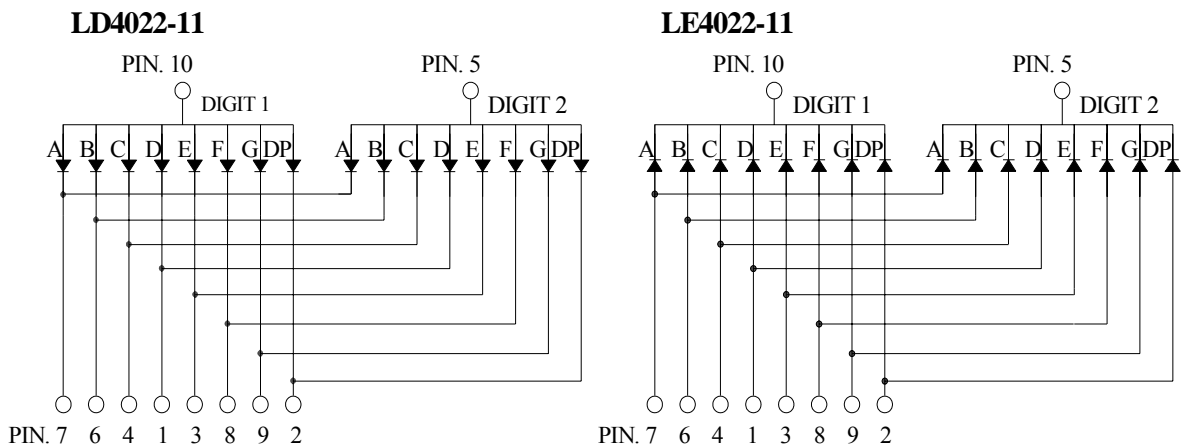 LD4022-11 LE4022-11
PIN. 10 PIN. 5 PIN. 10 PIN. 5
DIGIT 1 DIGIT 2 DIGIT 1 DIGIT 2
A B C D E F G DP A B C D E F G DP A B C D E F G DP A B C D E F G DP
PIN. 7 6 4 1 3 8 9 2 PIN. 7 6 4 1 3 8 9 2